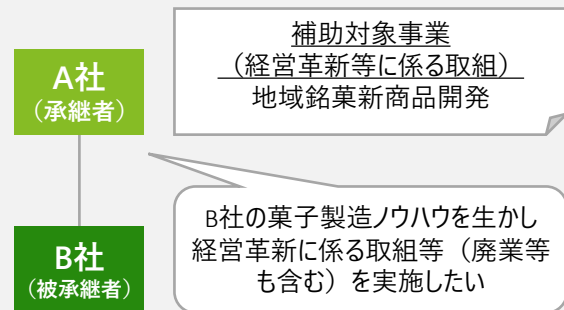 補助対象事業
（経営革新等に係る取組）
地域銘菓新商品開発
A社
（承継者）
B社の菓子製造ノウハウを生かし
経営革新に係る取組等（廃業等
も含む）を実施したい
B社
（被承継者）